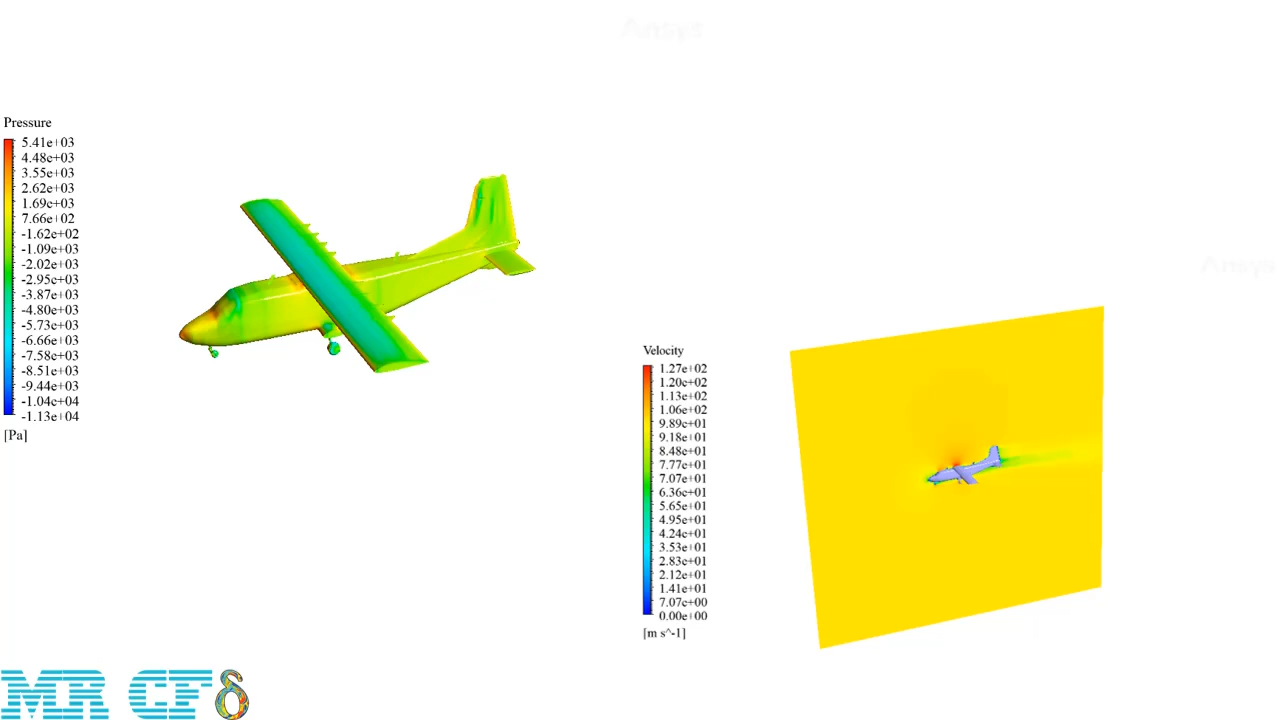 Ansys
Pressure
5.41e+03
4.48e+03
3.55e+03
2.62e+03
1.69e+03
7.66e+02
-1.62e+02
-1.09e+03
-2.02e+03
-2.95e+03
-3.87e+03
-4.80e+03
-5.73e+03
-6.66e+03
-7.58e+03
-8.51e+03
-9.44e+03
-1.04e+04
-1.13e+04
[Pa]
Ansys
Velocity
1.27e+02
1.20e+02
1.13e+02
1.06e+02
9.89e+01
9.18e+01
8.48e+01
7.77e+01
7.07e+01
6.36e+01
5.65e+01
4.95e+01
4.24e+01
3.53e+01
2.83e+01
2.12e+01
1.41e+01
7.07e+00
0.00e+00
[m s^-1]
MR CFδ